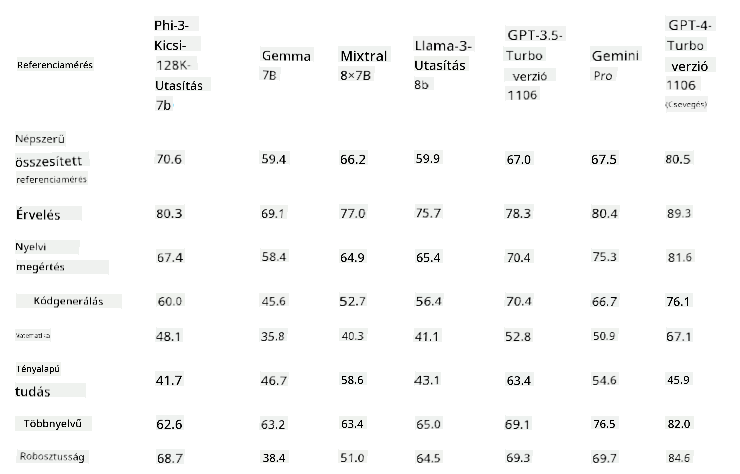 Referenciamérés Phi-3-Kicsi-128K-Utasítás 7b Gemma 7B Mixtral 8×7B Llama-3-Utasítás 8b GPT-3.5-Turbo verzió 1106 Gemini Pro GPT-4-Turbo verzió 1106 (Csevegés)
Népszerű összesített referenciamérés 70.6 59.4 66.2 59.9 67.0 67.5 80.5
Érvelés 80.3 69.1 77.0 75.7 78.3 80.4 89.3
Nyelvi megértés 67.4 58.4 64.9 65.4 70.4 75.3 81.6
Kódgenerálás 60.0 45.6 52.7 56.4 70.4 66.7 76.1
Matematika 48.1 35.8 40.3 41.1 52.8 50.9 67.1
Tényalapú tudás 41.7 46.7 58.6 43.1 63.4 54.6 45.9
Többnyelvű 62.6 63.2 63.4 65.0 69.1 76.5 82.0
Robosztusság 68.7 38.4 51.0 64.5 69.3 69.7 84.6